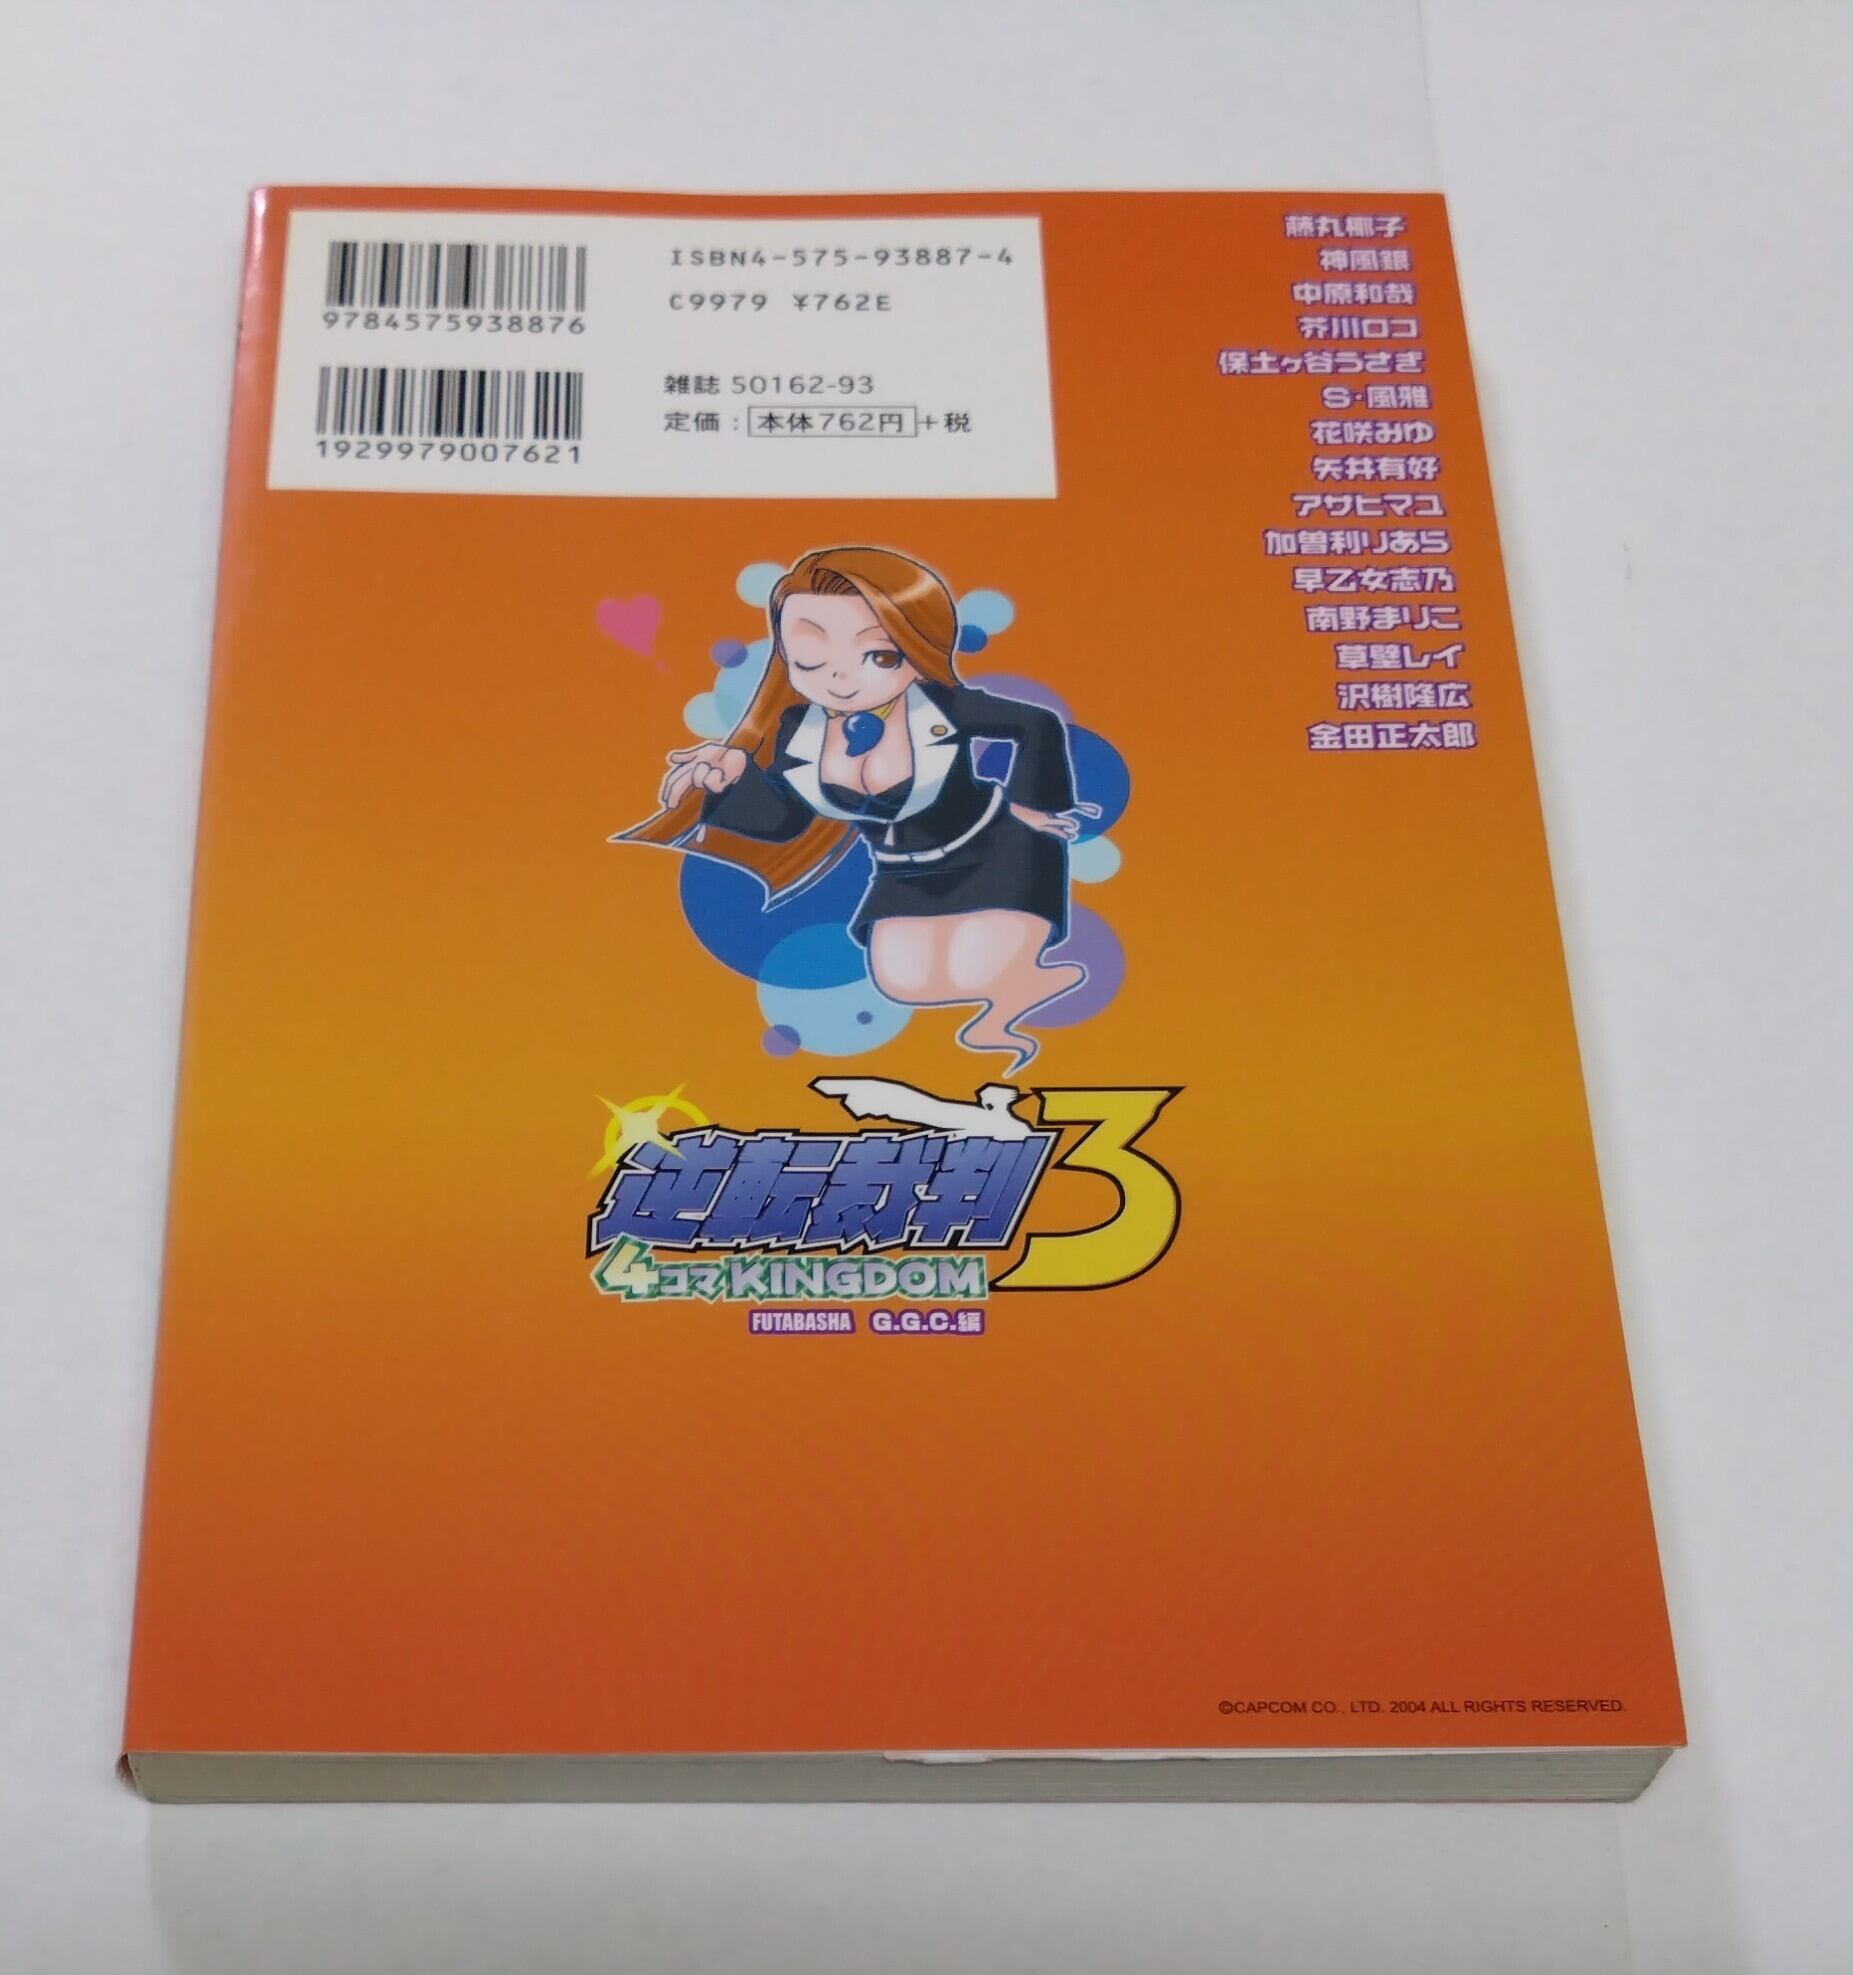 9784575938876
1929979007621
ISBN4-575-93887-4
C9979 ¥762E
雑誌 50162-93
定価:本体762円+税
藤丸椰子
神風銀
中原和哉
芥川ロコ
保土ヶ谷うさぎ
S・風雅
花咲みゆ
矢井有好
アサヒマユ
加曽利りあら
早乙女志乃
南野まりこ
草壁レイ
沢樹隆広
金田正太郎
逆転裁判3
4コマKINGDOM
FUTABASHA G.G.C.編
©CAPCOM CO., LTD. 2004 ALL RIGHTS RESERVED.